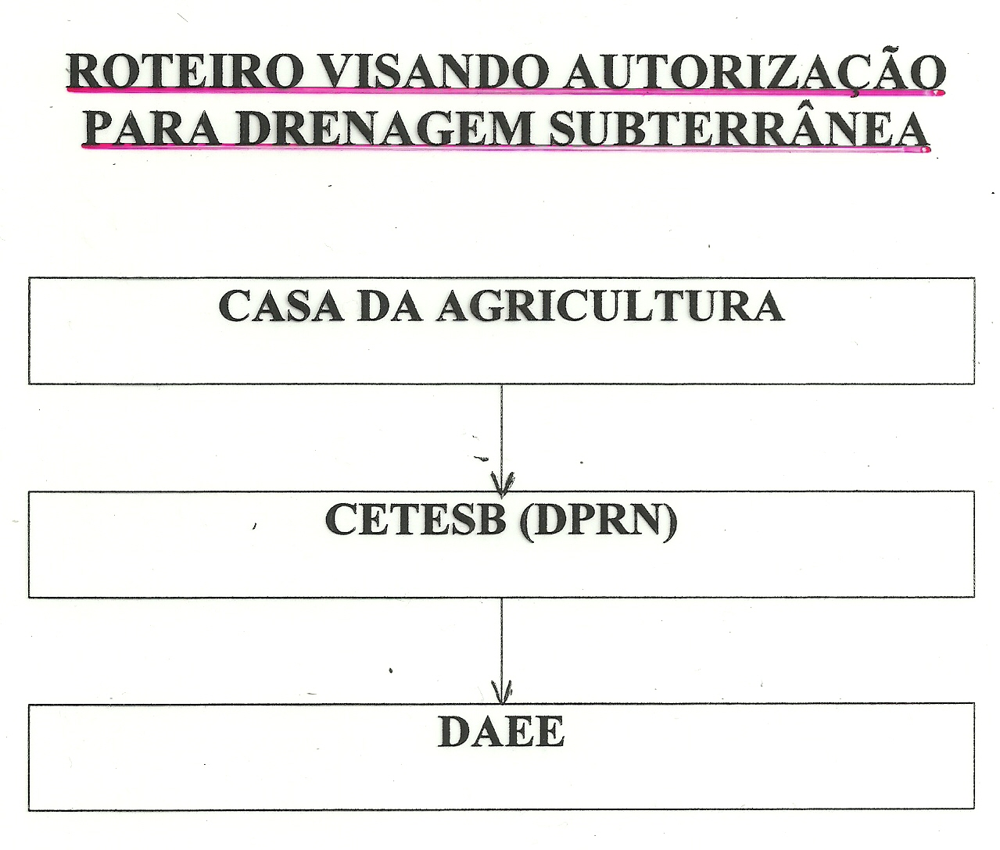 ROTEIRO VISANDO AUTORIZAÇÃO
PARA DRENAGEM SUBTERRÂNEA
CASA DA AGRICULTURA
CETESB (DPRN)
DAEE